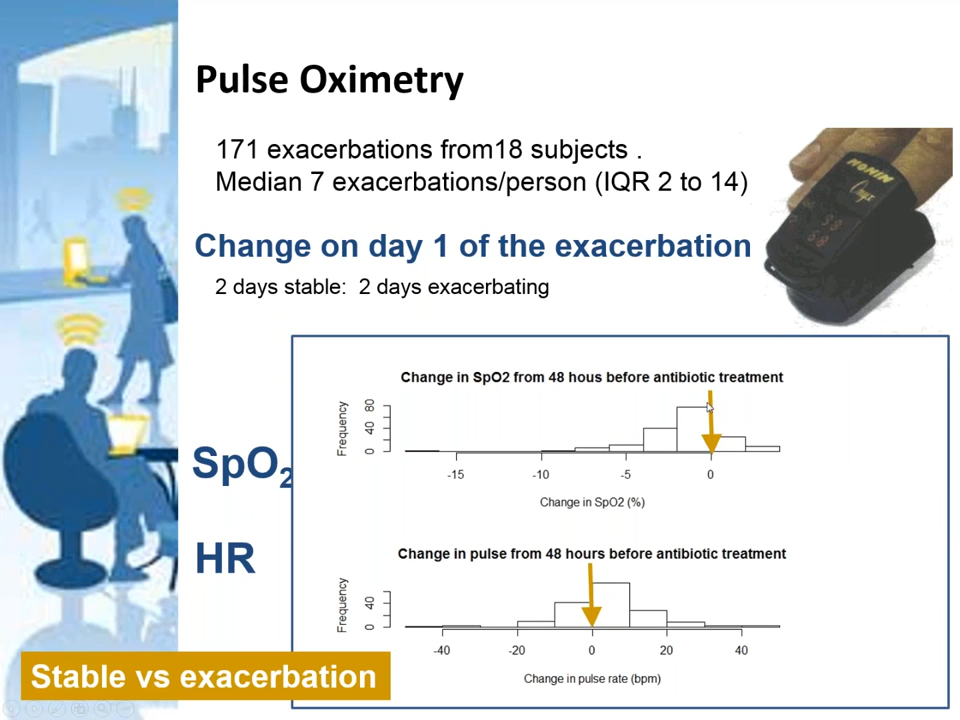 Pulse Oximetry
171 exacerbations from18 subjects .
Median 7 exacerbations/person (IQR 2 to 14)
NONIN
Onyx
Change on day 1 of the exacerbation
2 days stable:  2 days exacerbating
Change in SpO2 from 48 hous before antibiotic treatment
Frequency
80
40
0
-15 -10 -5 0
Change in SpO2 (%)
SpO2
HR
Change in pulse from 48 hours before antibiotic treatment
Frequency
40
0
-40 -20 0 20 40
Change in pulse rate (bpm)
Stable vs exacerbation